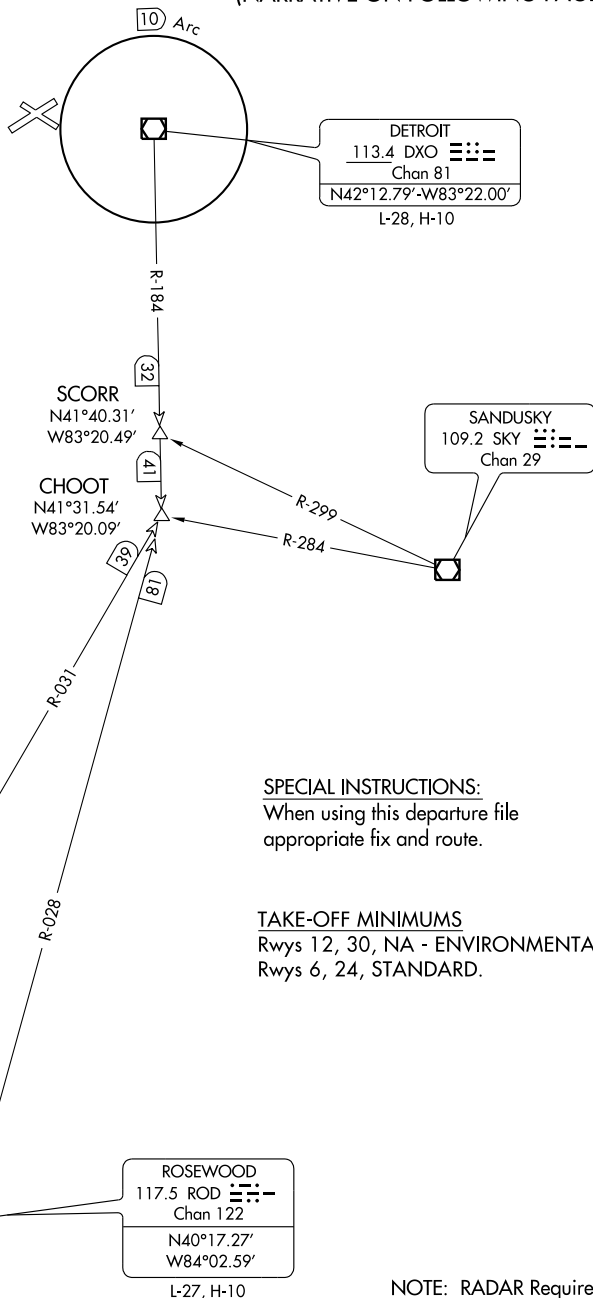 10 Arc
DETROIT
113.4 DXO
Chan 81
N42°12.79'-W83°22.00'
L-28, H-10
R-184
32
SCORR
N41°40.31'
W83°20.49'
41
CHOOT
N41°31.54'
W83°20.09'
SANDUSKY
109.2 SKY
Chan 29
R-299
R-284
39
81
R-031
R-028
SPECIAL INSTRUCTIONS:
When using this departure file
appropriate fix and route.
TAKE-OFF MINIMUMS
Rwys 12, 30, NA - ENVIRONMENTA
Rwys 6, 24, STANDARD.
ROSEWOOD
117.5 ROD
Chan 122
N40°17.27'
W84°02.59'
L-27, H-10
NOTE: RADAR Require